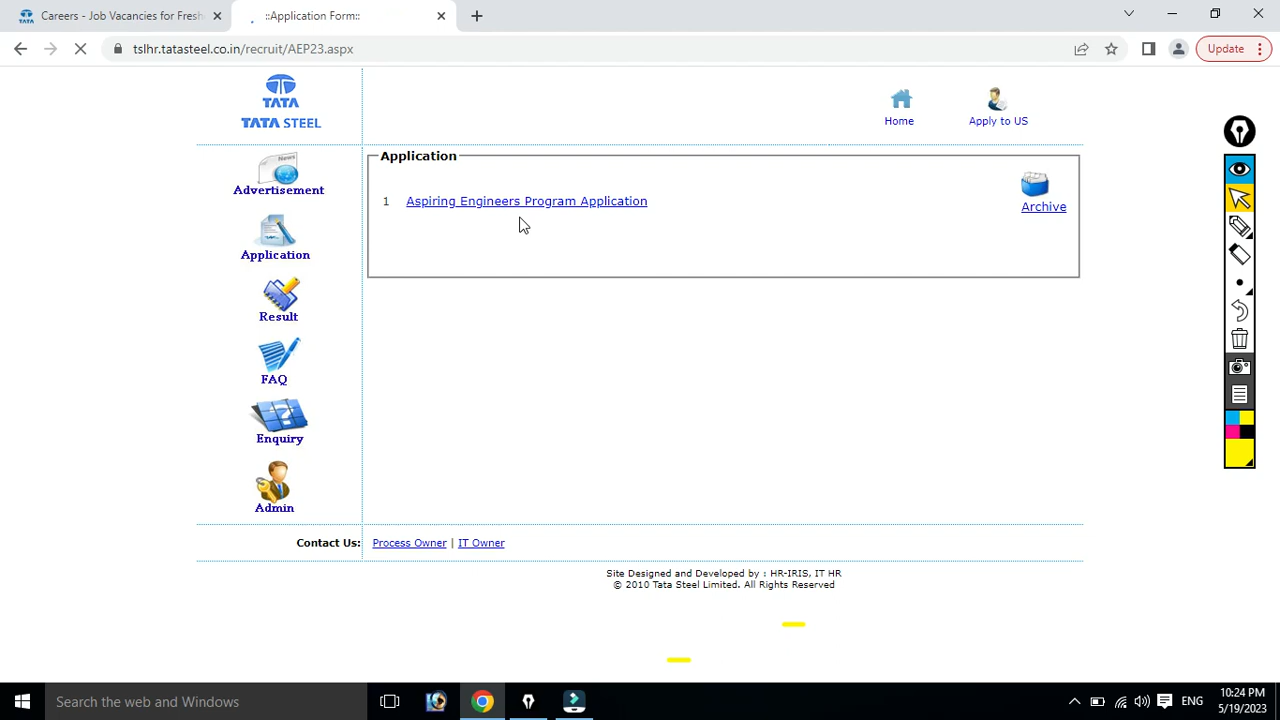 Careers - Job Vacancies for Fresh
::Application Form::
tslhr.tatasteel.co.in/recruit/AEP23.aspx
Update
TATA
TATA STEEL
Home
Apply to US
Advertisement
Application
Result
FAQ
Enquiry
Admin
Application
1 Aspiring Engineers Program Application
Archive
Contact Us: Process Owner | IT Owner
Site Designed and Developed by : HR-IRIS, IT HR
© 2010 Tata Steel Limited. All Rights Reserved
Search the web and Windows
ENG
10:24 PM
5/19/2023